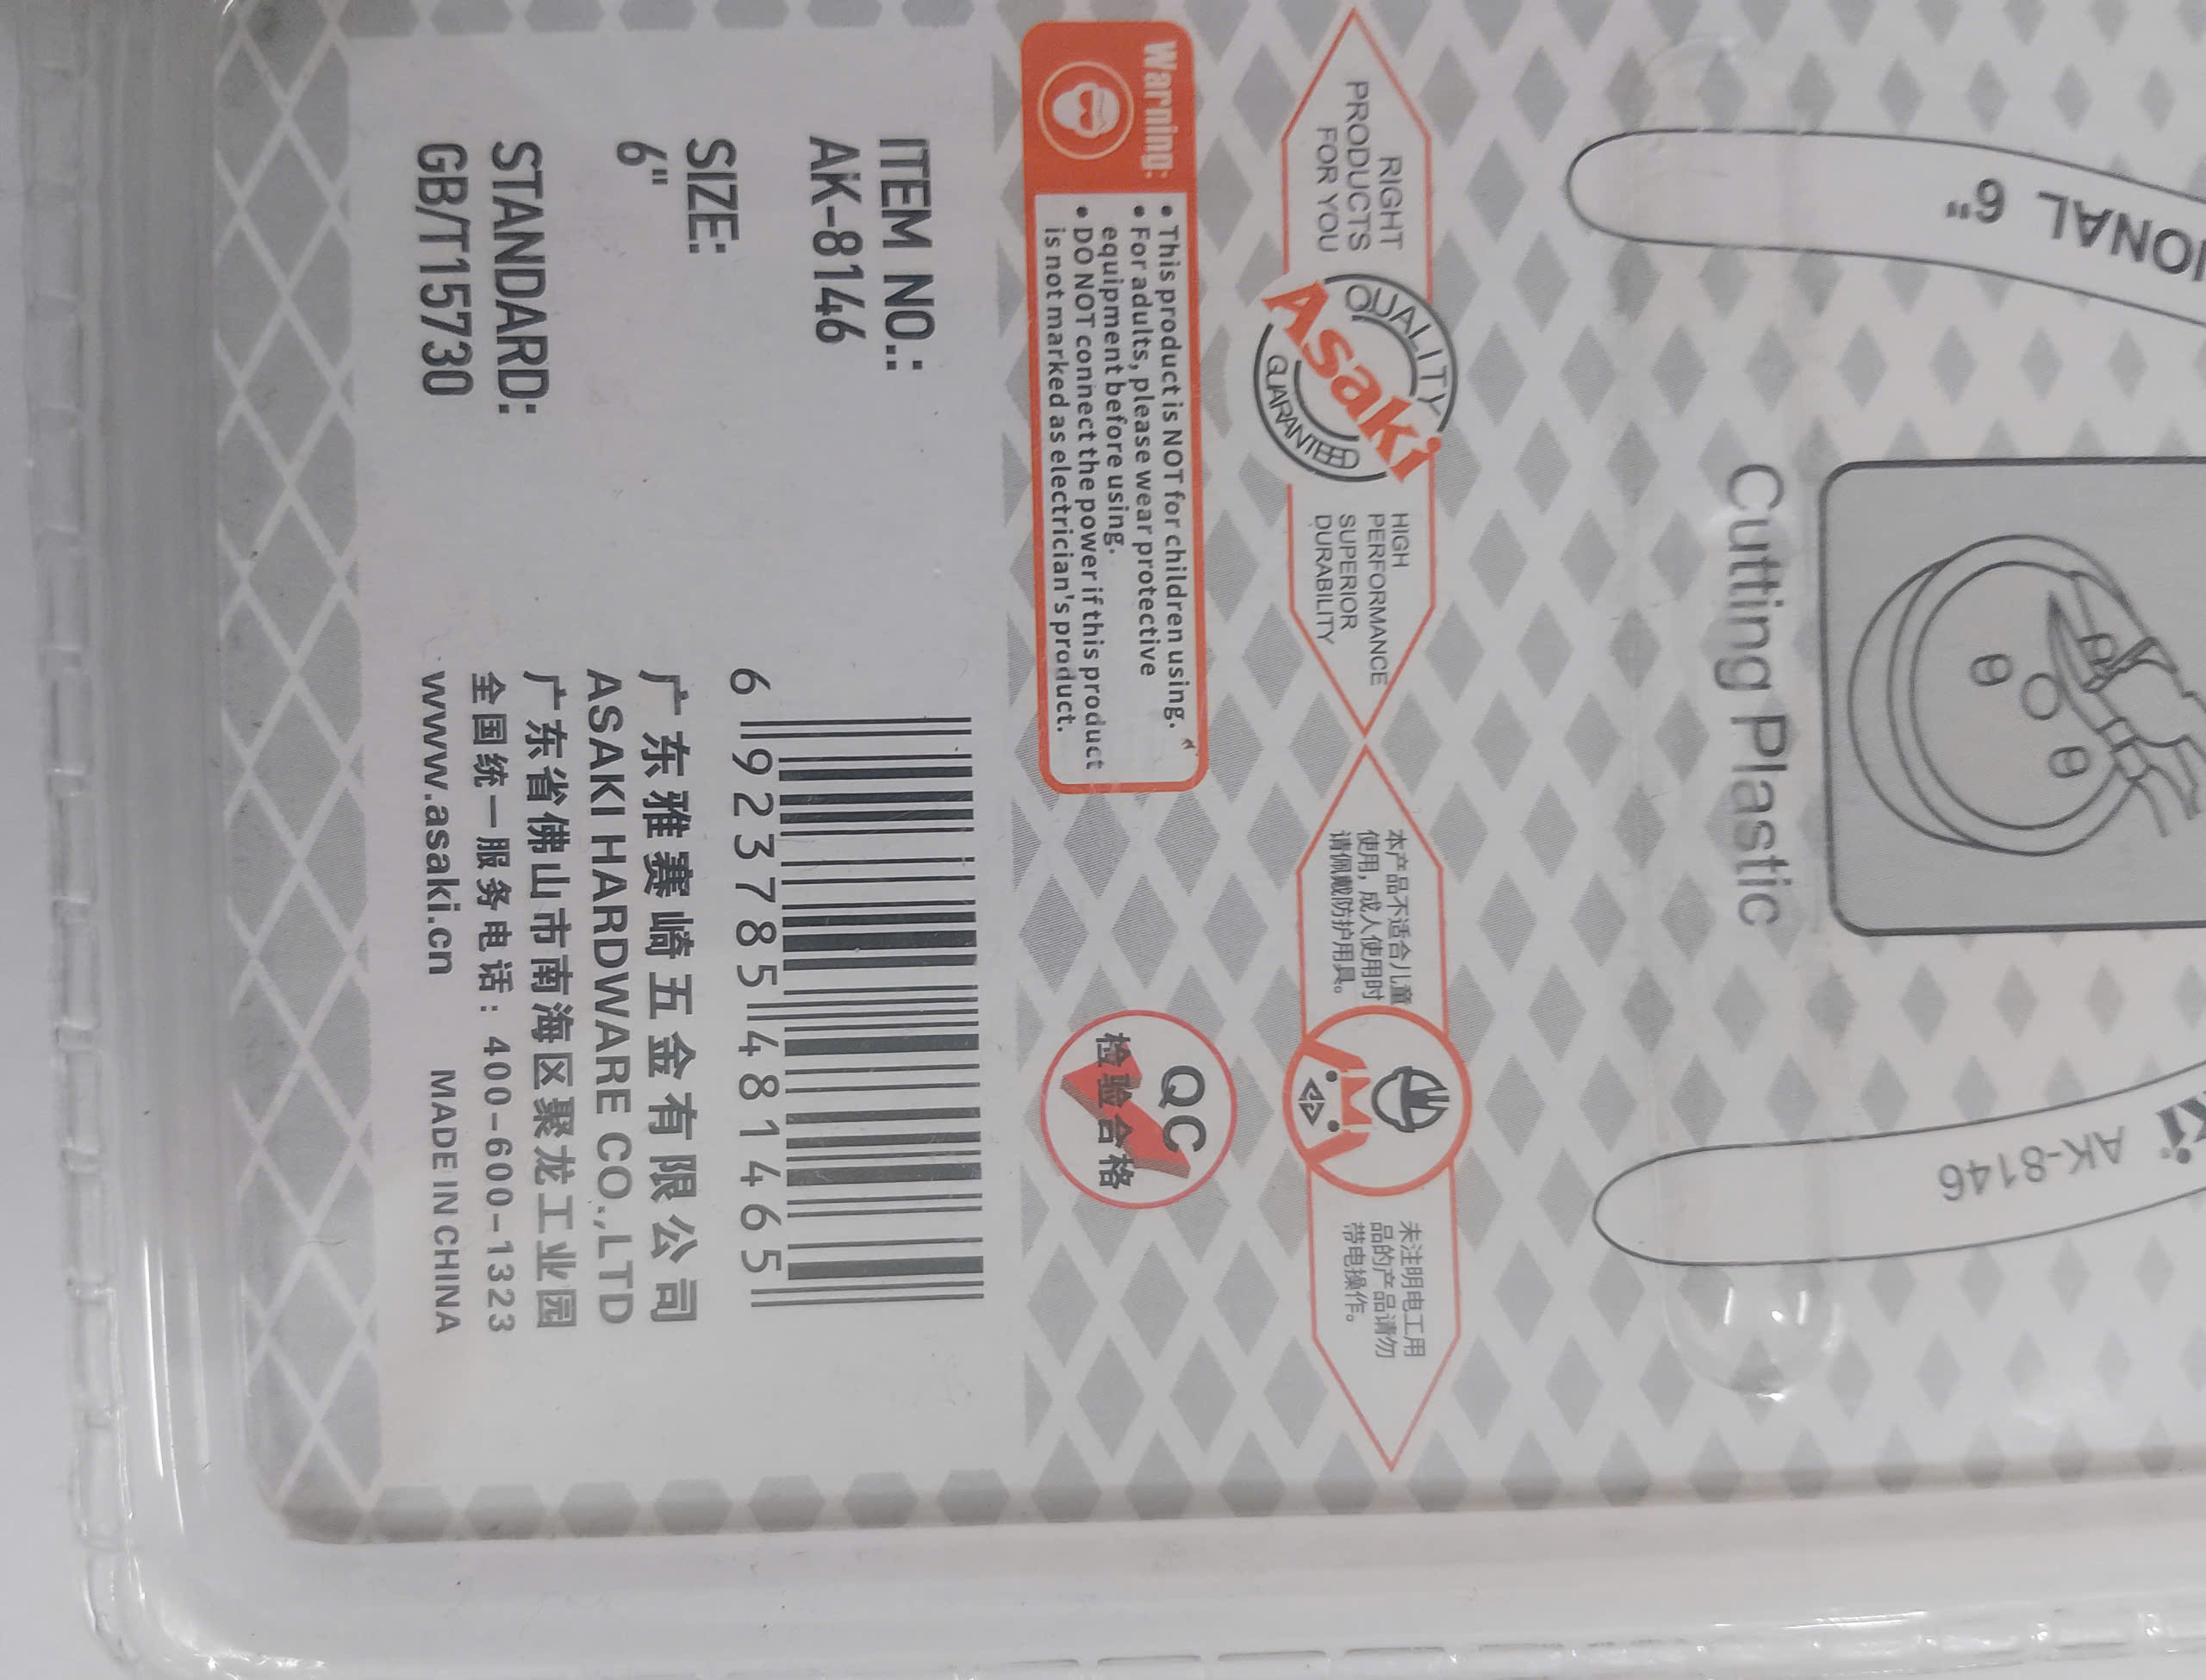 IONAL 6"
AK-8146
Cutting Plastic
RIGHT
PRODUCTS
FOR YOU
QUALITY
Asaki
GUARANTEED
HIGH
PERFORMANCE
SUPERIOR
DURABILITY
本产品不适合儿童
使用,成人使用时
请佩戴防护用具。
未注明电工用
品的产品请勿
带电操作。
Warning:
• This product is NOT for children using.
• For adults, please wear protective
equipment before using.
• DO NOT connect the power if this product
is not marked as electrician's product.
QC
检验合格
ITEM NO.:
AK-8146
SIZE:
6"
STANDARD:
GB/T15730
6 923785 481465
广东雅赛崎五金有限公司
ASAKI HARDWARE CO.,LTD
广东省佛山市南海区聚龙工业园
全国统一服务电话: 400-600-1323
www.asaki.cn MADE IN CHINA